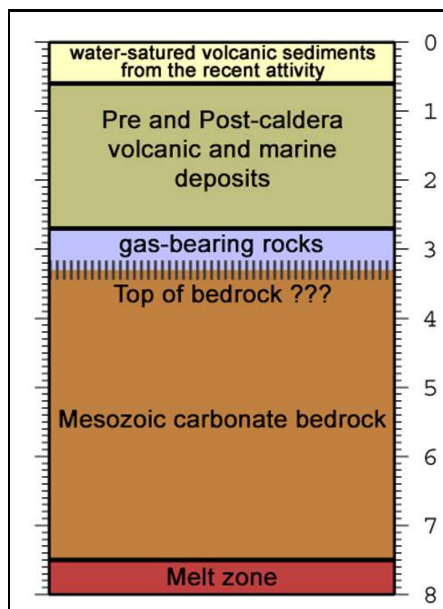 water-satured volcanic sediments
from the recent attivity
Pre and Post-caldera
volcanic and marine
deposits
gas-bearing rocks
Top of bedrock ???
Mesozoic carbonate bedrock
Melt zone
0
1
2
3
4
5
6
7
8